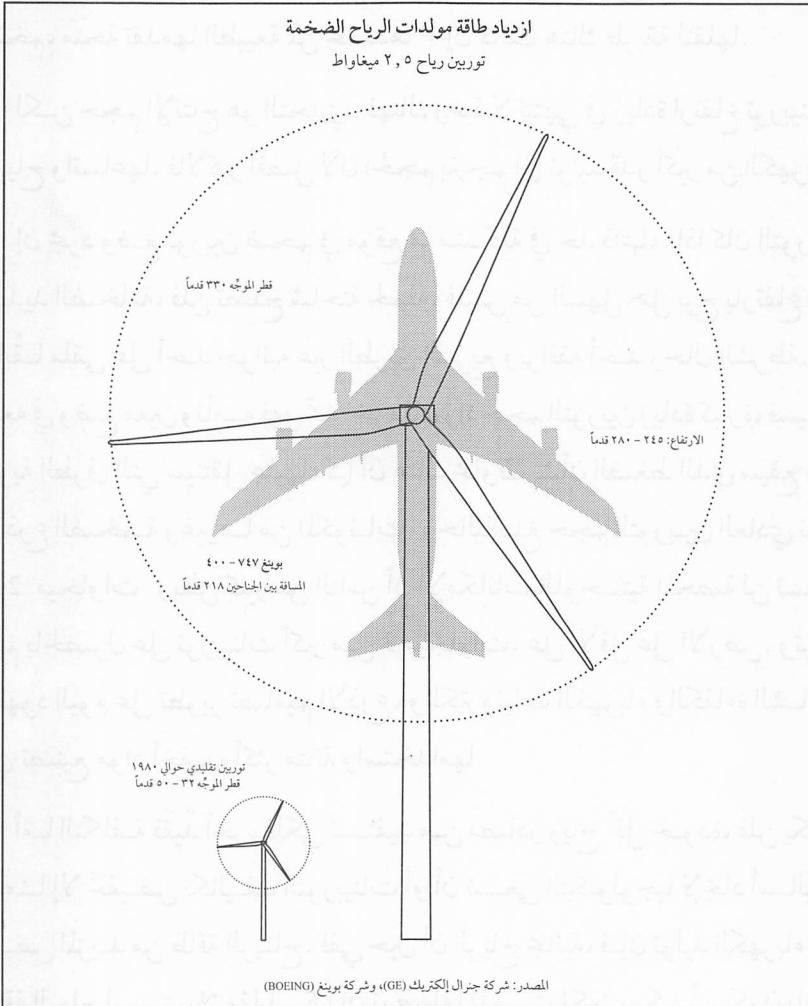 ازدياد طاقة مولدات الرياح الضخمة
توربين رياح ٢,٥ ميغاواط
قطر الموجِّه ٣٣٠ قدماً
الارتفاع: ٢٤٥ - ٢٨٠ قدماً
بوينغ ٧٤٧ - ٤٠٠
المسافة بين الجناحين ٢١٨ قدماً
توربين تقليدي حوالي ١٩٨٠
قطر الموجِّه ٣٢ - ٥٠ قدماً
المصدر: شركة جنرال إلكتريك (GE)، وشركة بوينغ (BOEING)